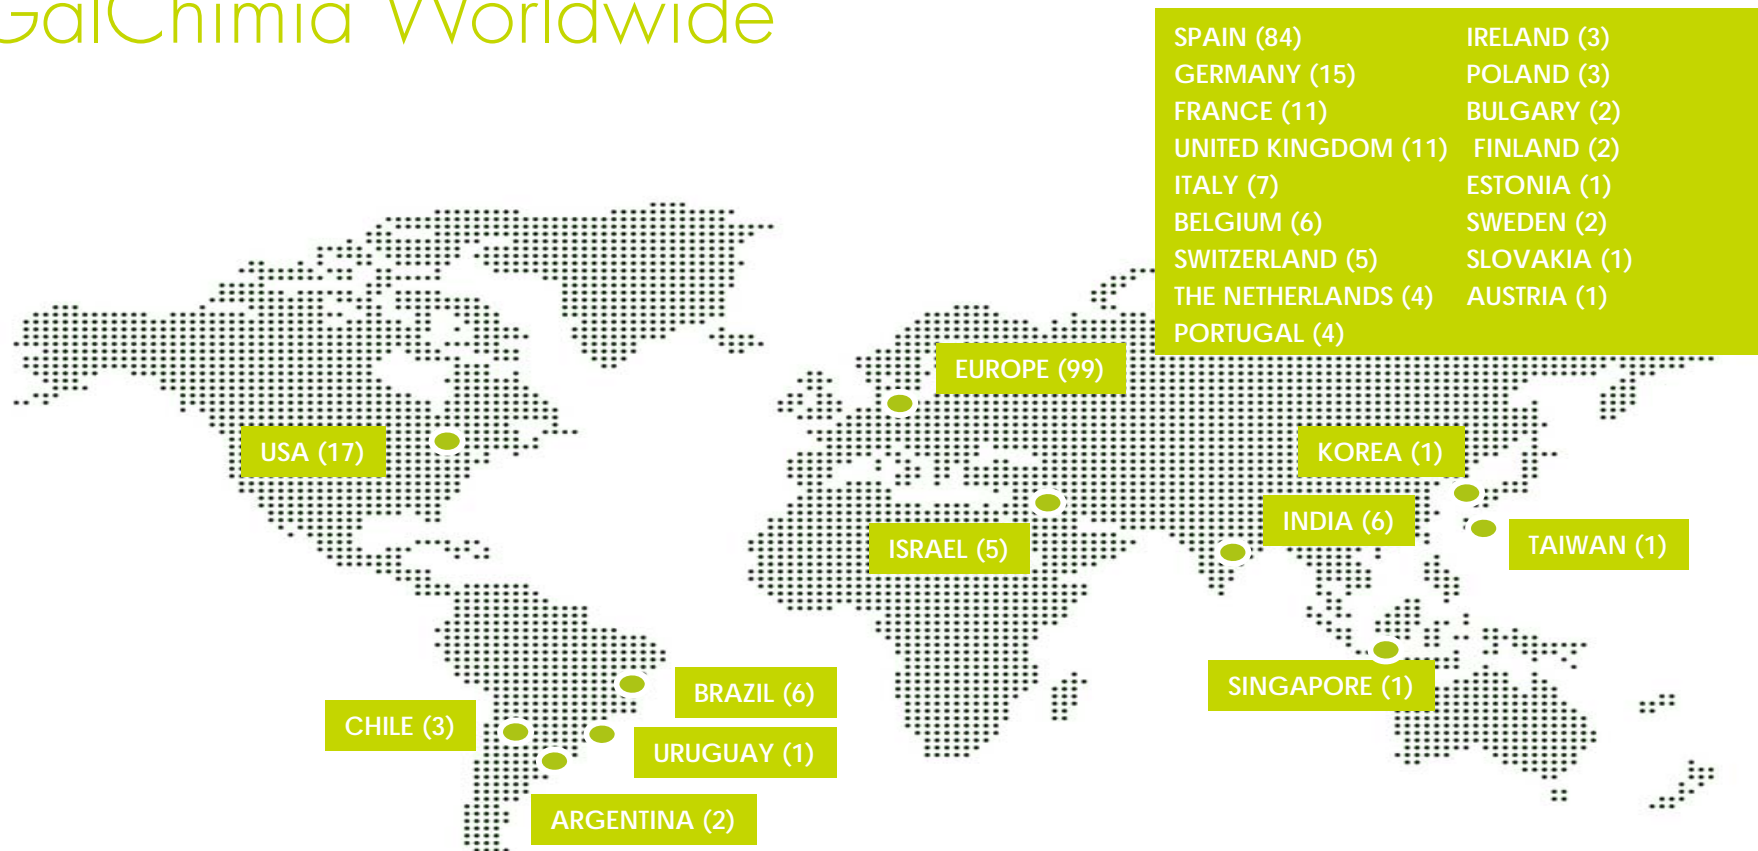 GalChimia Worldwide
SPAIN (84)
GERMANY (15)
FRANCE (11)
UNITED KINGDOM (11)
ITALY (7)
BELGIUM (6)
SWITZERLAND (5)
THE NETHERLANDS (4)
PORTUGAL (4)
IRELAND (3)
POLAND (3)
BULGARY (2)
FINLAND (2)
ESTONIA (1)
SWEDEN (2)
SLOVAKIA (1)
AUSTRIA (1)
EUROPE (99)
USA (17)
KOREA (1)
INDIA (6)
TAIWAN (1)
ISRAEL (5)
SINGAPORE (1)
BRAZIL (6)
CHILE (3)
URUGUAY (1)
ARGENTINA (2)